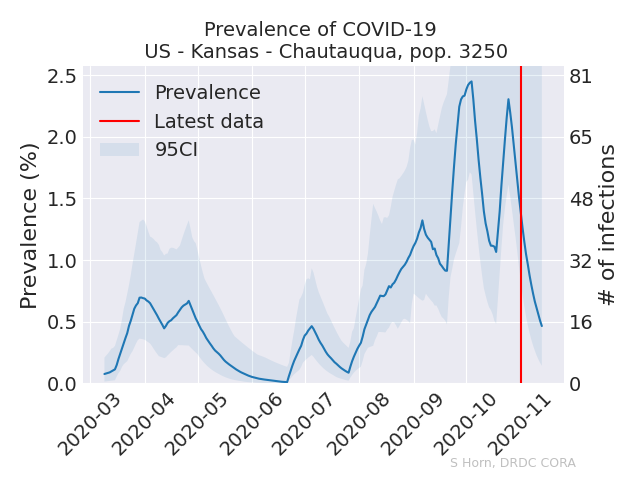 Prevalence of COVID-19
US - Kansas - Chautauqua, pop. 3250
Prevalence
Latest data
95CI
Prevalence (%)
2.5
2.0
1.5
1.0
0.5
0.0
81
65
48
32
16
0
# of infections
2020-03
2020-04
2020-05
2020-06
2020-07
2020-08
2020-09
2020-10
2020-11
S Horn, DRDC CORA